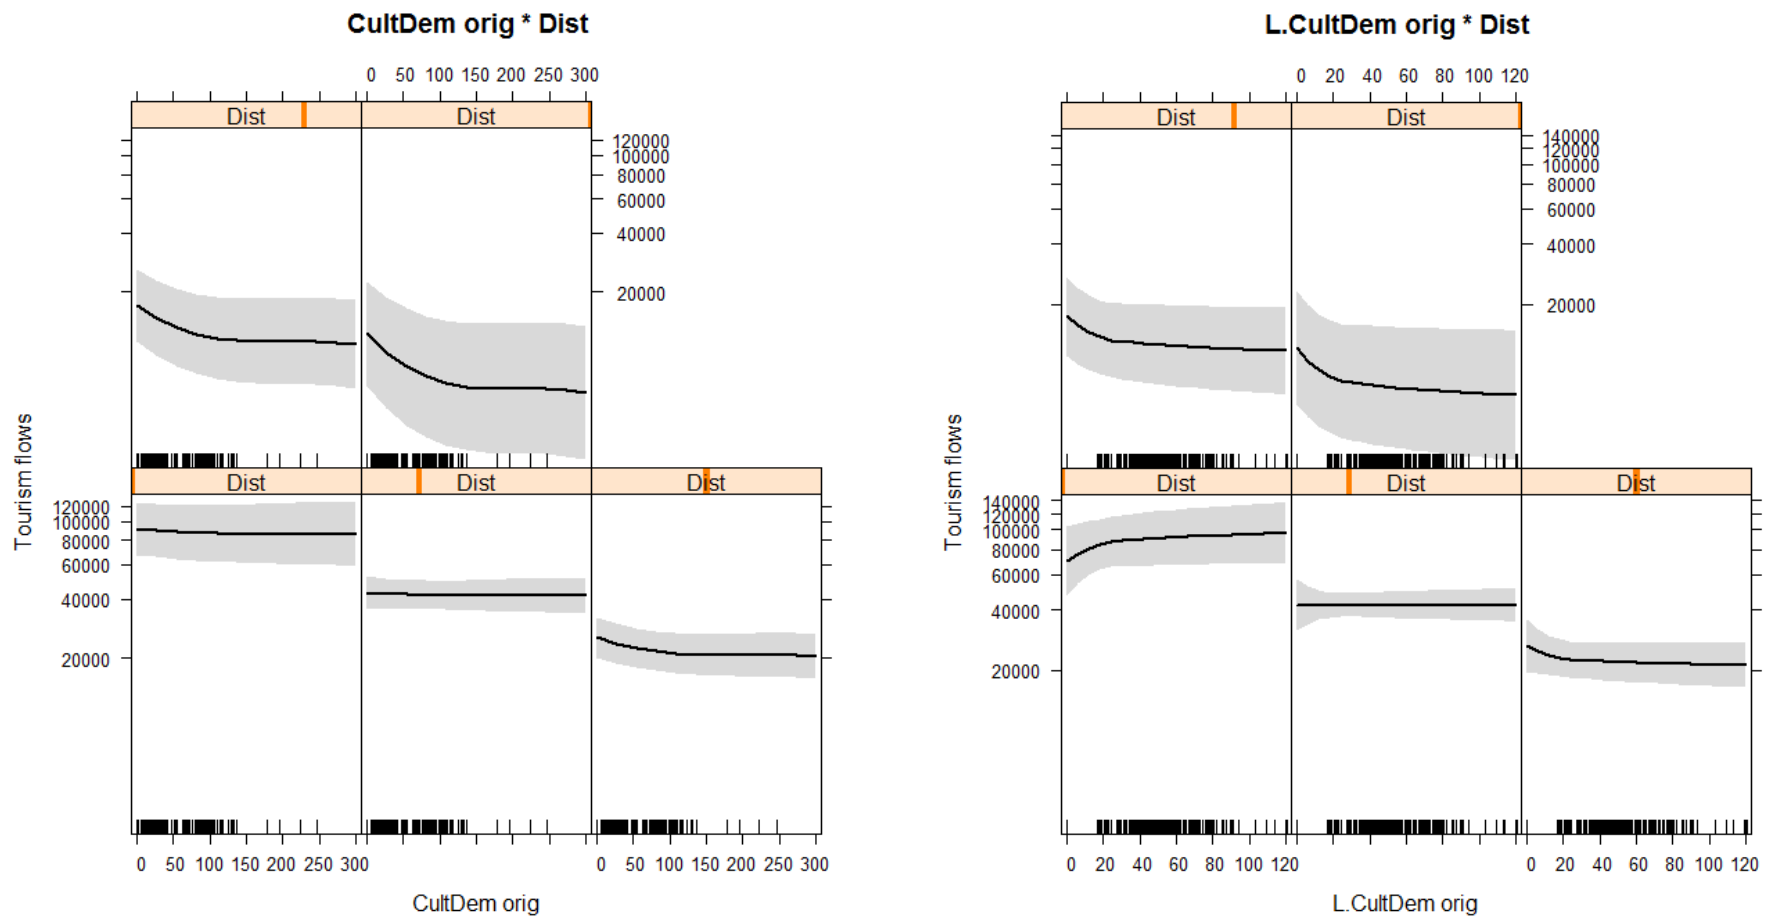 CultDem orig * Dist
0 50 100 150 200 250 300
Dist Dist
120000
100000
80000
60000
40000
20000
Tourism flows
Dist Dist Dist
120000
100000
80000
60000
40000
20000
0 50 100 150 200 250 300
0 50 100 150 200 250 300
CultDem orig
L.CultDem orig * Dist
0 20 40 60 80 100 120
Dist Dist
140000
120000
100000
80000
60000
40000
20000
Tourism flows
Dist Dist Dist
140000
120000
100000
80000
60000
40000
20000
0 20 40 60 80 100 120
0 20 40 60 80 100 120
L.CultDem orig